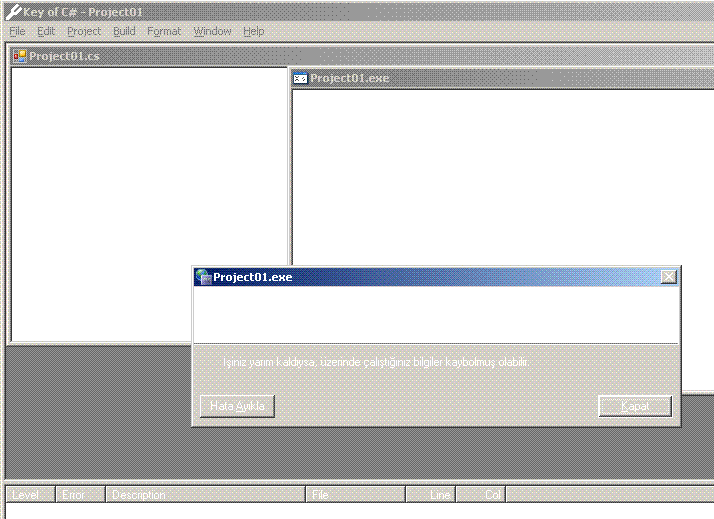 Key of C# - Project01
File Edit Project Build Format Window Help
Project01.cs
Project01.exe
Project01.exe
İşiniz yarım kaldıysa, üzerinde çalıştığınız bilgiler kaybolmuş olabilir.
Hata Ayıkla Kapat
Level Error Description File Line Col